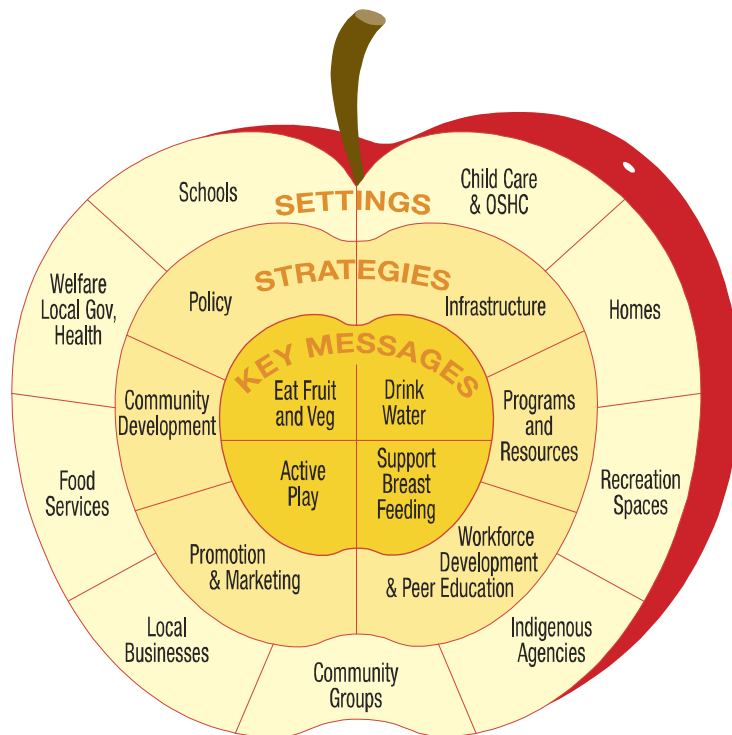 Schools
SETTINGS
Child Care
& OSHC
Welfare
Local Gov,
Health
Homes
Food
Services
Recreation
Spaces
Local
Businesses
Indigenous
Agencies
Community
Groups
STRATEGIES
Policy
Infrastructure
Community
Development
Programs
and
Resources
Promotion
& Marketing
Workforce
Development
& Peer Education
KEY MESSAGES
Eat Fruit
and Veg
Drink
Water
Active
Play
Support
Breast
Feeding